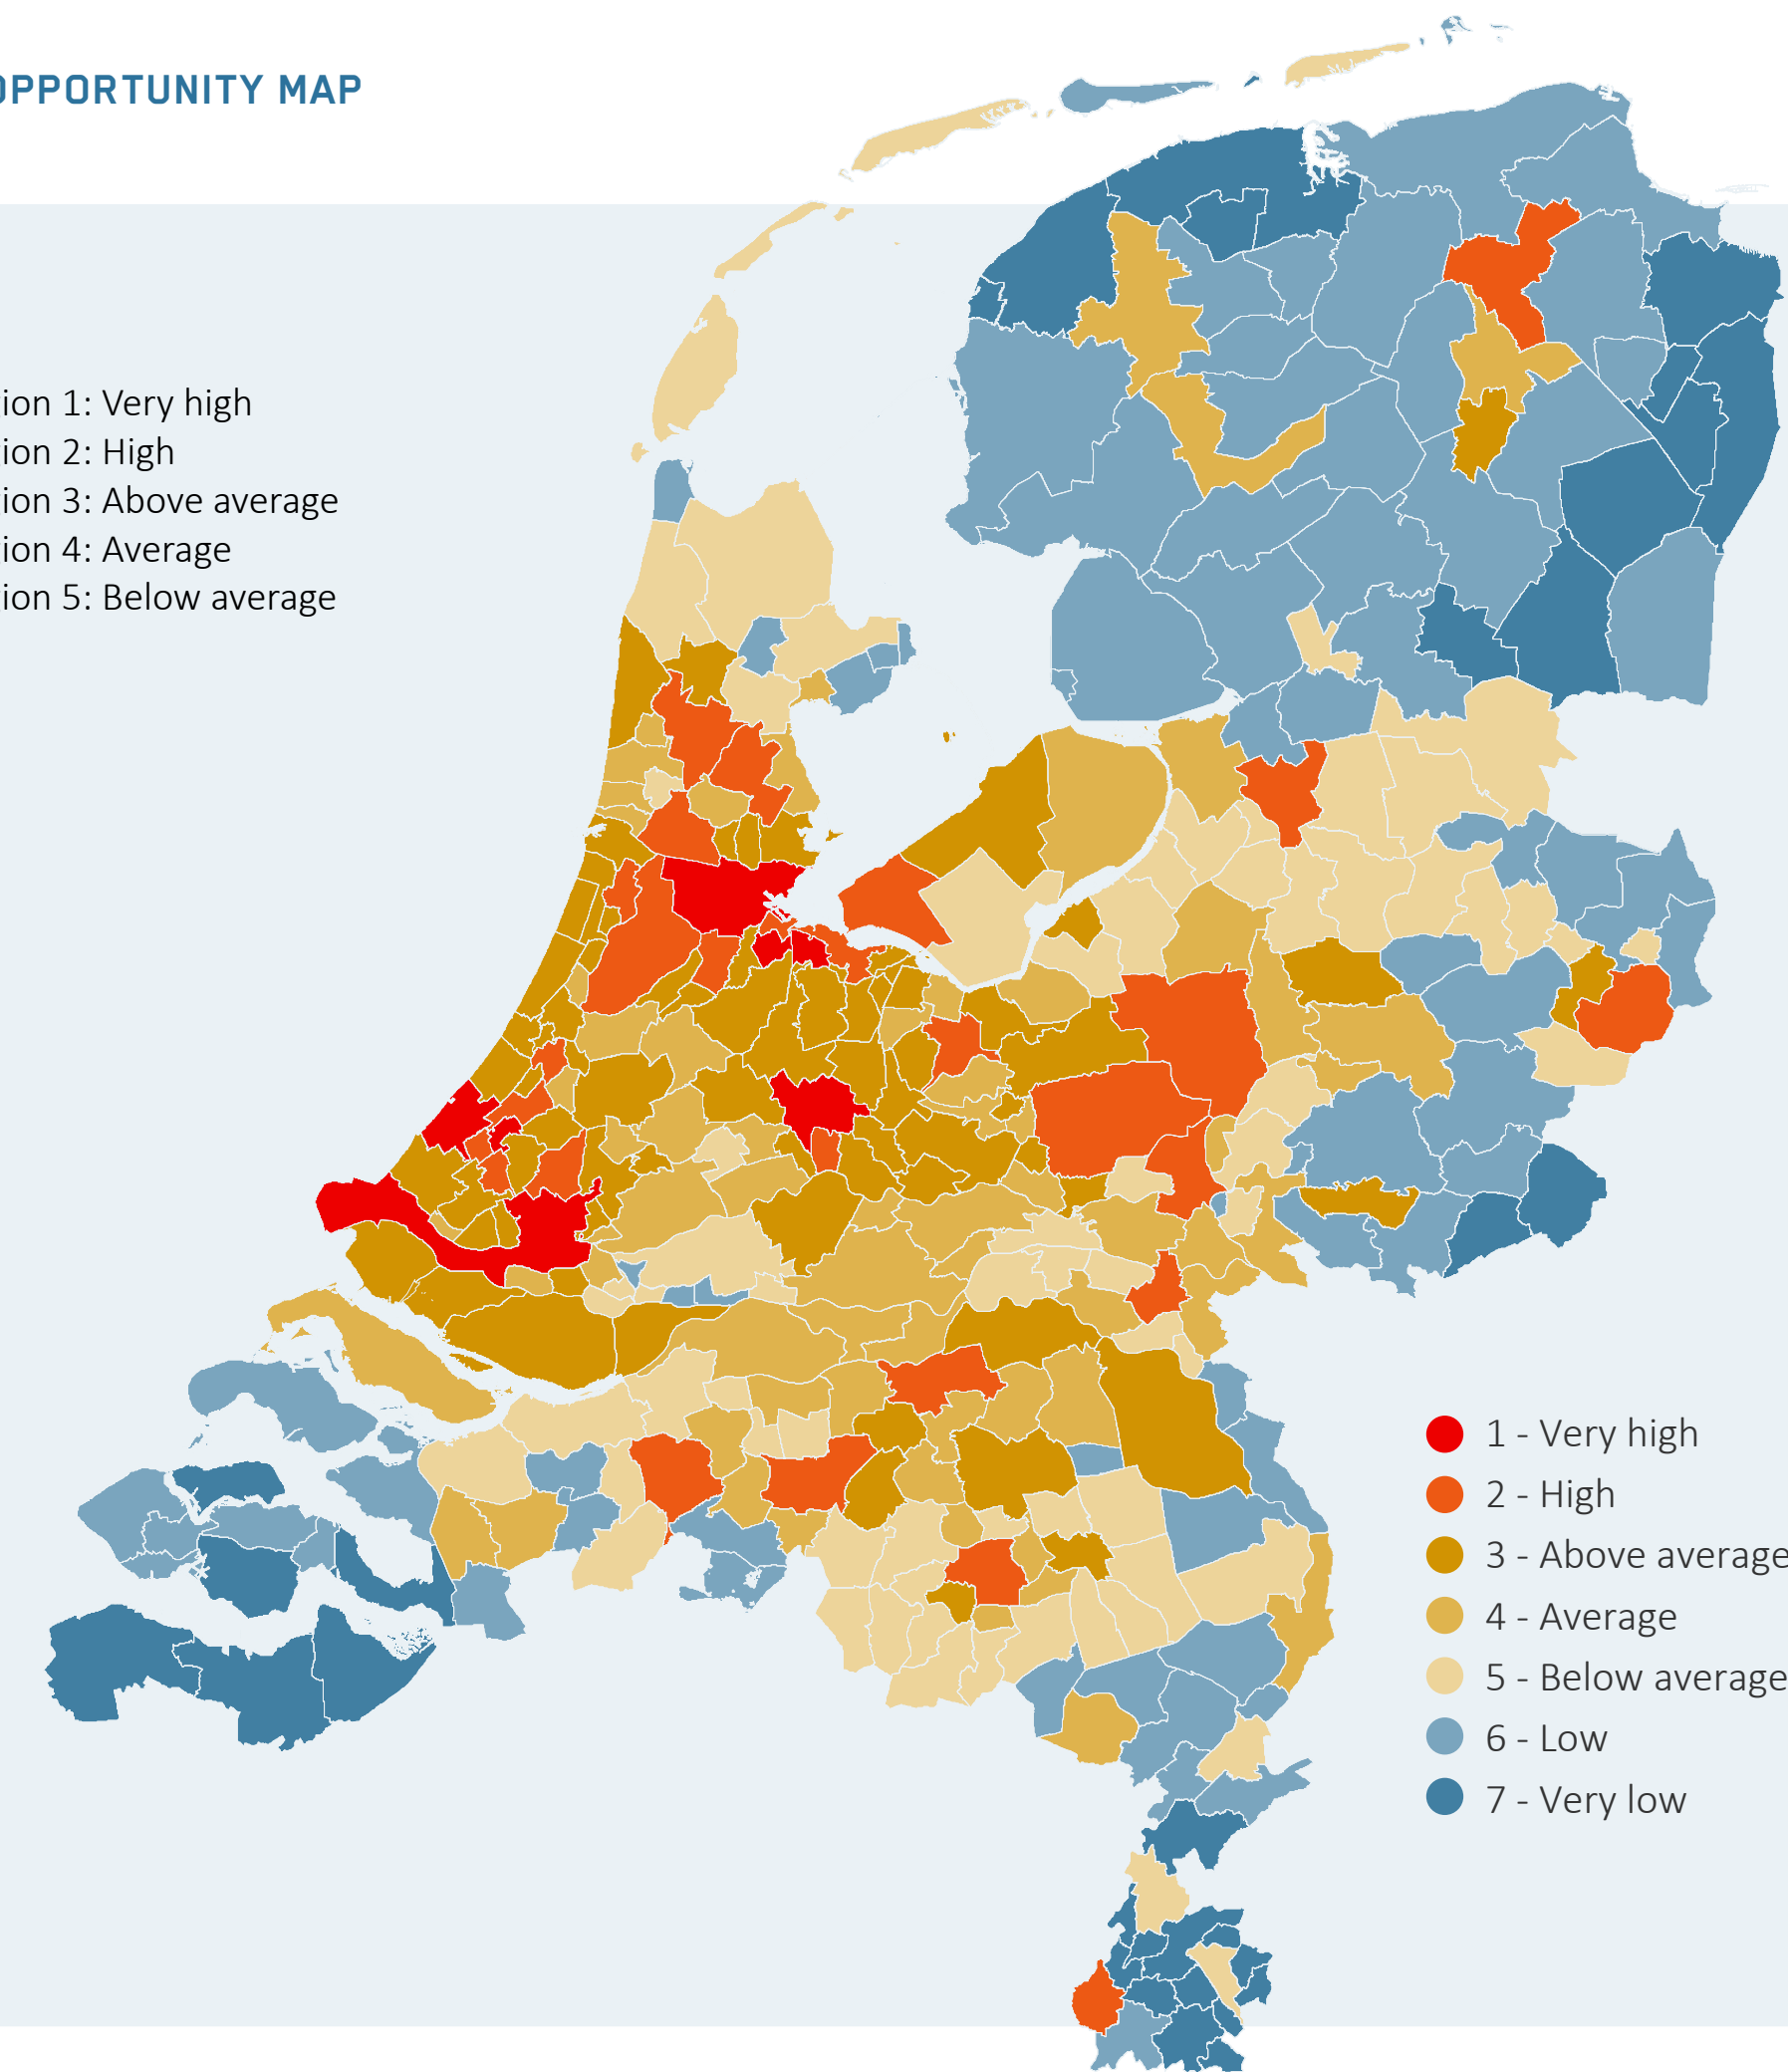 OPPORTUNITY MAP
ion 1: Very high
ion 2: High
ion 3: Above average
ion 4: Average
ion 5: Below average
1 - Very high
2 - High
3 - Above average
4 - Average
5 - Below average
6 - Low
7 - Very low